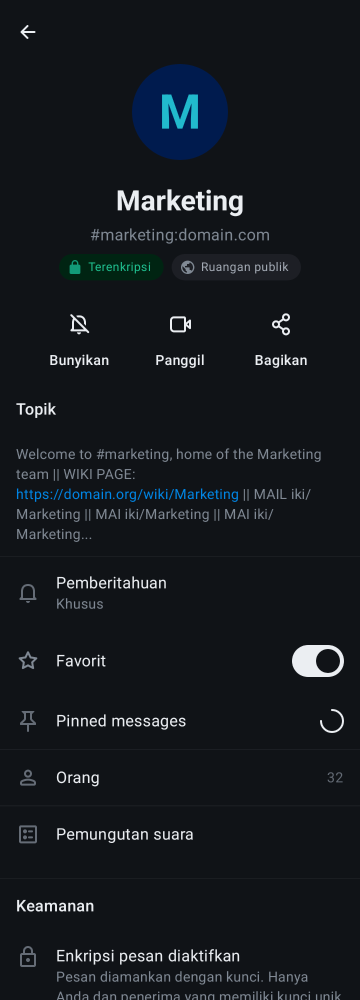 M
Marketing
#marketing:domain.com
Terenkripsi
Ruangan publik
Bunyikan
Panggil
Bagikan
Topik
Welcome to #marketing, home of the Marketing
team || WIKI PAGE:
https://domain.org/wiki/Marketing || MAIL iki/
Marketing || MAI iki/Marketing || MAI iki/
Marketing...
Pemberitahuan
Khusus
Favorit
Pinned messages
Orang 32
Pemungutan suara
Keamanan
Enkripsi pesan diaktifkan
Pesan diamankan dengan kunci. Hanya
Anda dan penerima yang memiliki kunci unik